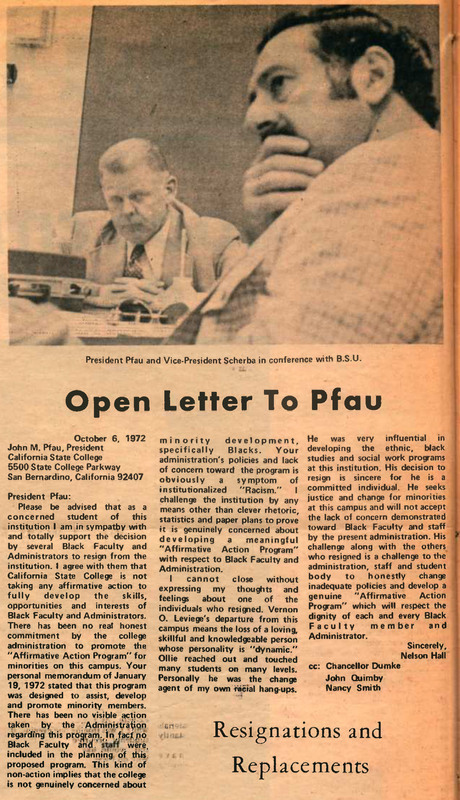 President Pfau and Vice-President Scherba in conference with B.S.U.
Open Letter To Pfau
October 6, 1972
John M. Pfau, President
California State College
5500 State College Parkway
San Bernardino, California 92407
President Pfau:
Please be advised that as a
concerned student of this
institution I am in sympathy with
and totally support the decision
by several Black Faculty and
Administrators to resign from the
institution. I agree with them that
California State College is not
taking any affirmative action to
fully develop the skills,
opportunities and interests of
Black Faculty and Administrators.
There has been no real honest
commitment by the college
administration to promote the
"Affirmative Action Program" for
minorities on this campus. Your
personal memorandum of January
19, 1972 stated that this program
was designed to assist, develop
and promote minority members.
There has been no visible action
taken by the Administration
regarding this program. In fact no
Black Faculty and staff were,
included in the planning of this
proposed program. This kind of
non-action implies that the college
is not genuinely concerned about
minority development,
specifically Blacks. Your
administration's policies and lack
of concern toward the program is
obviously a symptom of
institutionalized "Racism." I
challenge the institution by any
means other than clever rhetoric,
statistics and paper plans to prove
it is genuinely concerned about
developing a meaningful
"Affirmative Action Program"
with respect to Black Faculty and
Administration.
I cannot close without
expressing my thoughts and
feelings about one of the
individuals who resigned. Vernon
O. Leviege's departure from this
campus means the loss of a loving,
skillful and knowledgeable person
whose personality is "dynamic."
Ollie reached out and touched
many students on many levels.
Personally he was the change
agent of my own racial hang-ups.
He was very influential in
developing the ethnic, black
studies and social work programs
at this institution. His decision to
resign is sincere for he is a
committed individual. He seeks
justice and change for minorities
at this campus and will not accept
the lack of concern demonstrated
toward Black Faculty and staff
by the present administration. His
challenge along with the others
who resigned is a challenge to the
administration, staff and student
body to honestly change
inadequate policies and develop a
genuine "Affirmative Action
Program" which will respect the
dignity of each and every Black
Faculty member and
Administrator.
Sincerely,
Nelson Hall
cc: Chancellor Dumke
John Quimby
Nancy Smith
Resignations and
Replacements